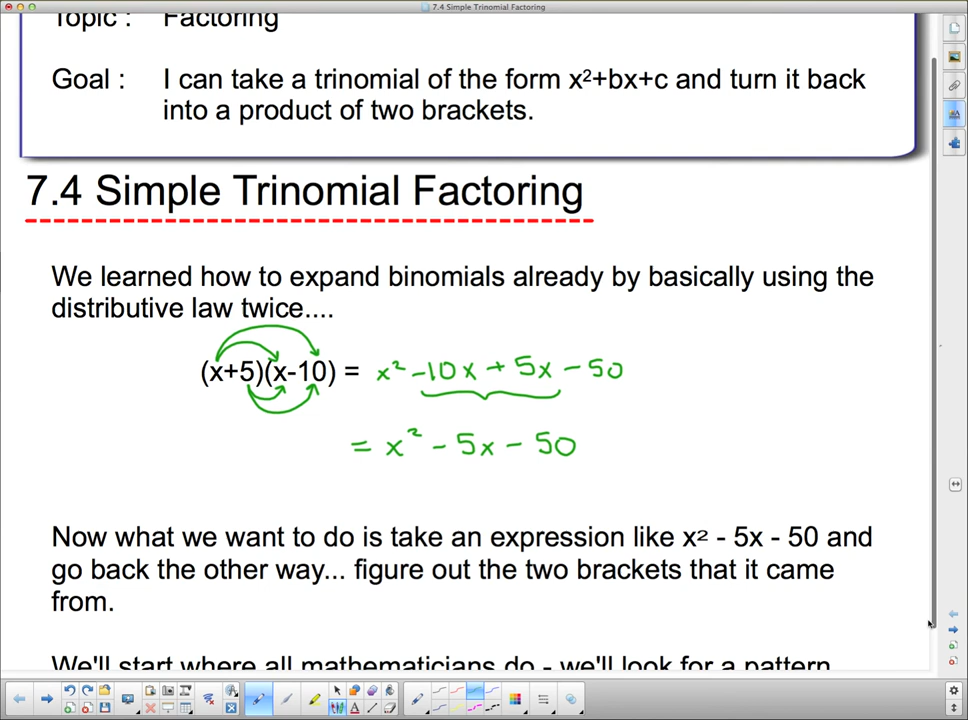 7.4 Simple Trinomial Factoring
Topic : Factoring
Goal : I can take a trinomial of the form x²+bx+c and turn it back
into a product of two brackets.
7.4 Simple Trinomial Factoring
We learned how to expand binomials already by basically using the
distributive law twice....
(x+5)(x-10) = x² -10x + 5x - 50
= x² - 5x - 50
Now what we want to do is take an expression like x² - 5x - 50 and
go back the other way... figure out the two brackets that it came
from.
We'll start where all mathematicians do - we'll look for a pattern